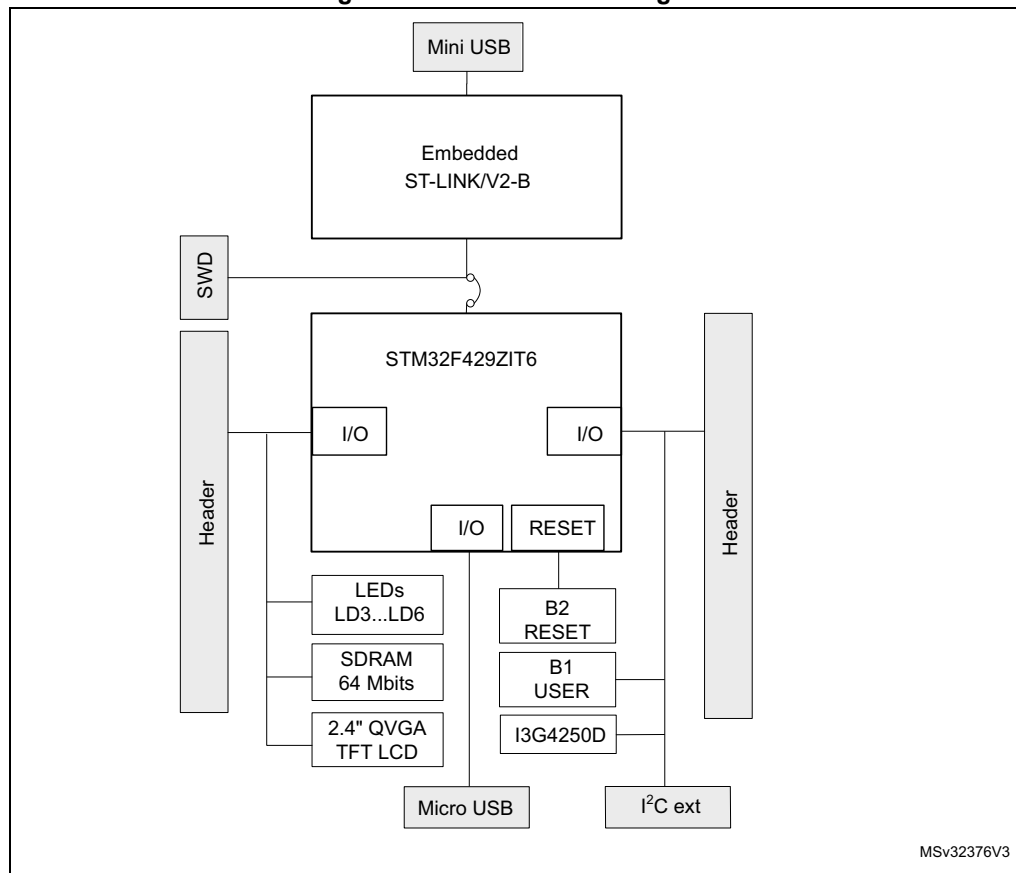 Mini USB
Embedded
ST-LINK/V2-B
SWD
STM32F429ZIT6
I/O
I/O
Header
Header
I/O
RESET
LEDs
LD3...LD6
B2
RESET
SDRAM
64 Mbits
B1
USER
2.4" QVGA
TFT LCD
I3G4250D
Micro USB
I²C ext
MSv32376V3